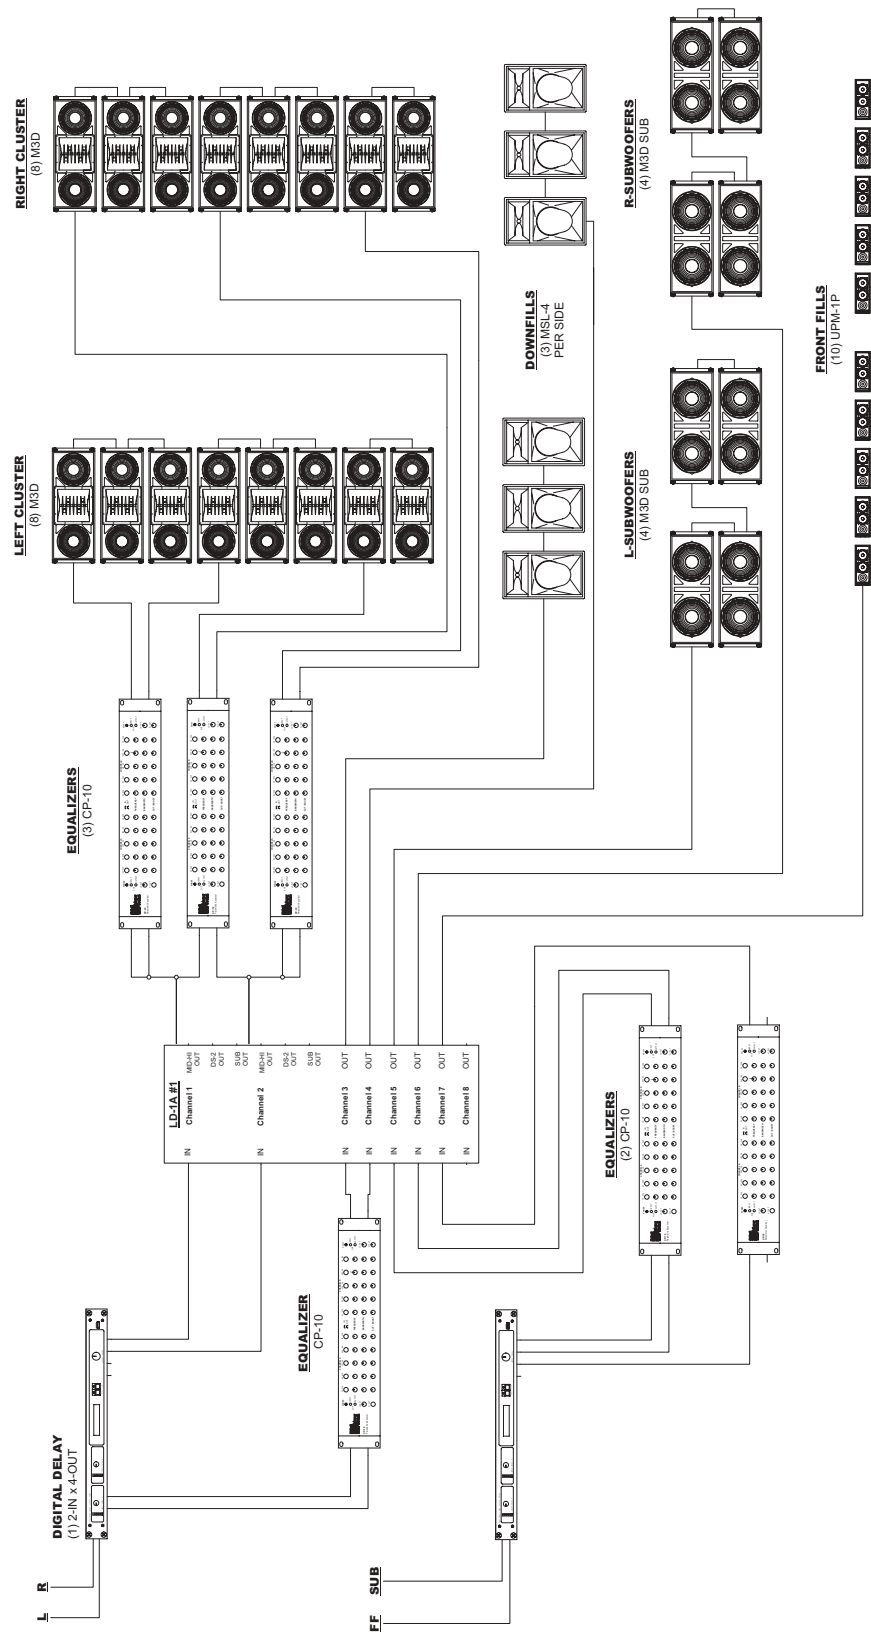 L
R
DIGITAL DELAY
(1) 2-IN x 4-OUT
FF
SUB
EQUALIZER
CP-10
LD-1A #1
IN
Channel 1
MID-HI
OUT
DS-2
OUT
SUB
OUT
IN
Channel 2
MID-HI
OUT
DS-2
OUT
SUB
OUT
IN Channel 3 OUT
IN Channel 4 OUT
IN Channel 5 OUT
IN Channel 6 OUT
IN Channel 7 OUT
IN Channel 8 OUT
EQUALIZERS
(2) CP-10
EQUALIZERS
(3) CP-10
LEFT CLUSTER
(8) M3D
RIGHT CLUSTER
(8) M3D
DOWNFILLS
(3) MSL-4
PER SIDE
L-SUBWOOFERS
(4) M3D SUB
R-SUBWOOFERS
(4) M3D SUB
FRONT FILLS
(10) UPM-1P